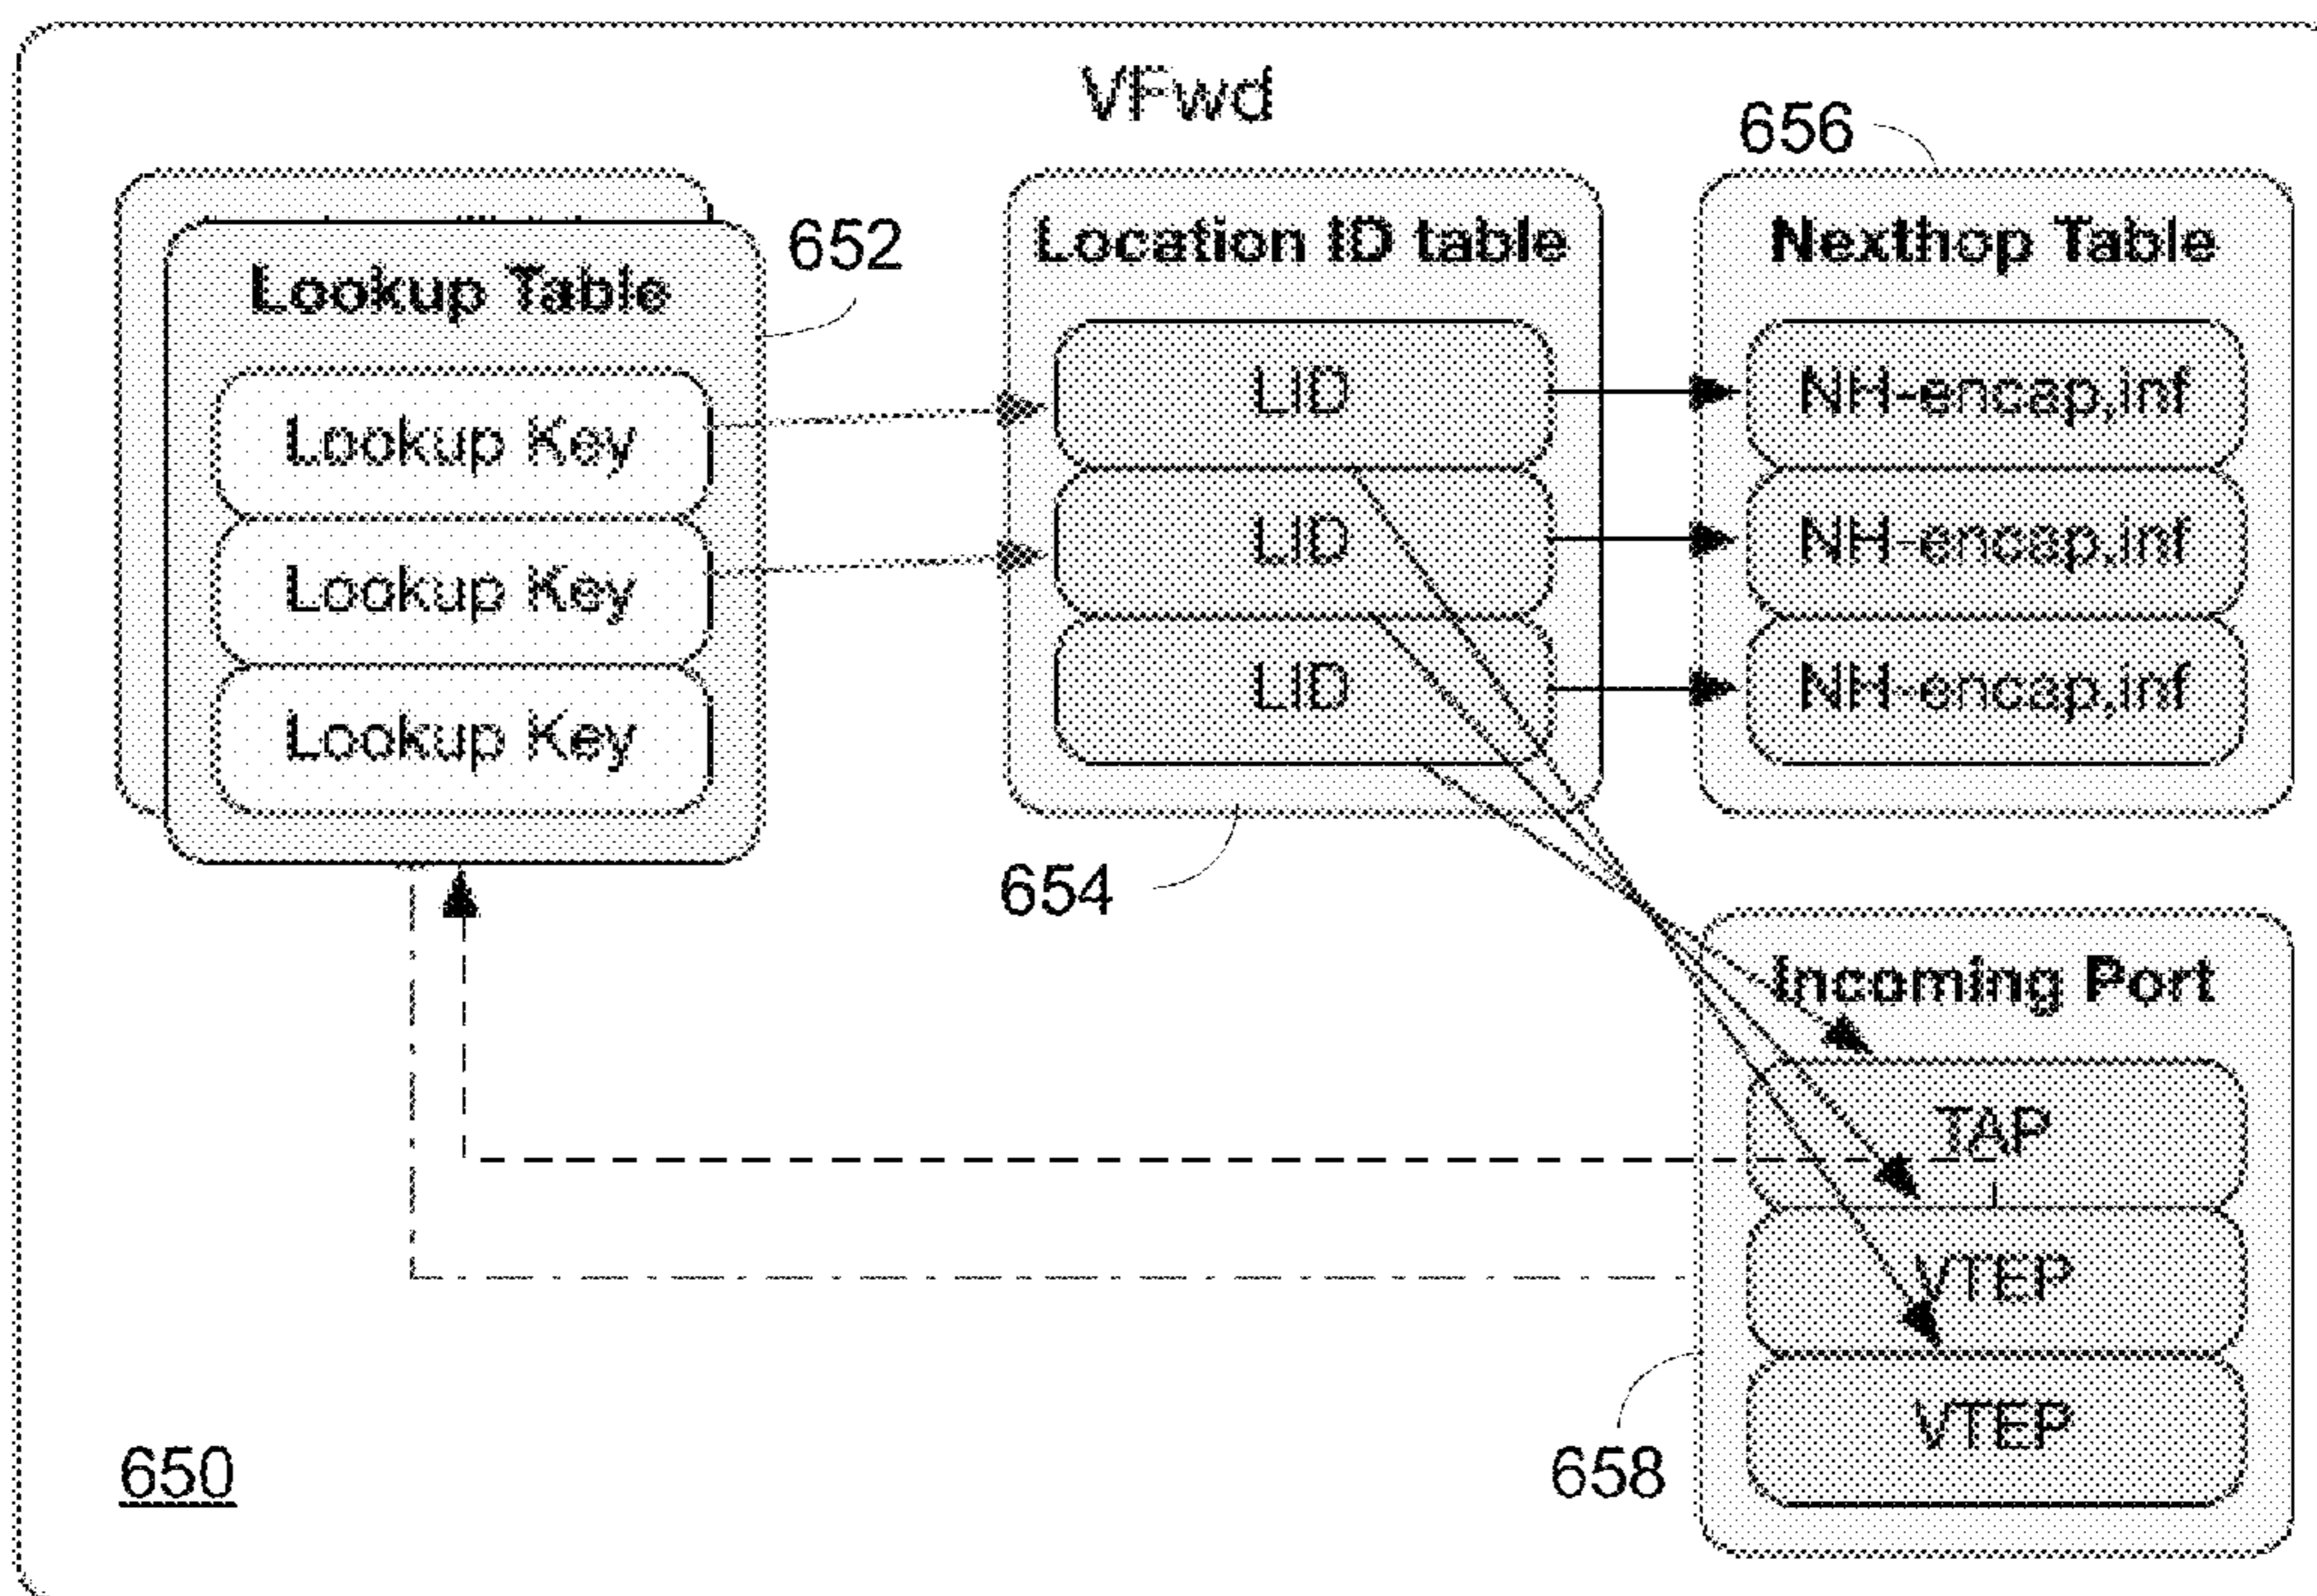 VFwd
656
652
Lookup Table
Lookup Key
Lookup Key
Lookup Key
Location ID table
LID
LID
LID
654
Nexthop Table
NH-encap,inf
NH-encap,inf
NH-encap,inf
Incoming Port
TAP
VTEP
VTEP
658
650